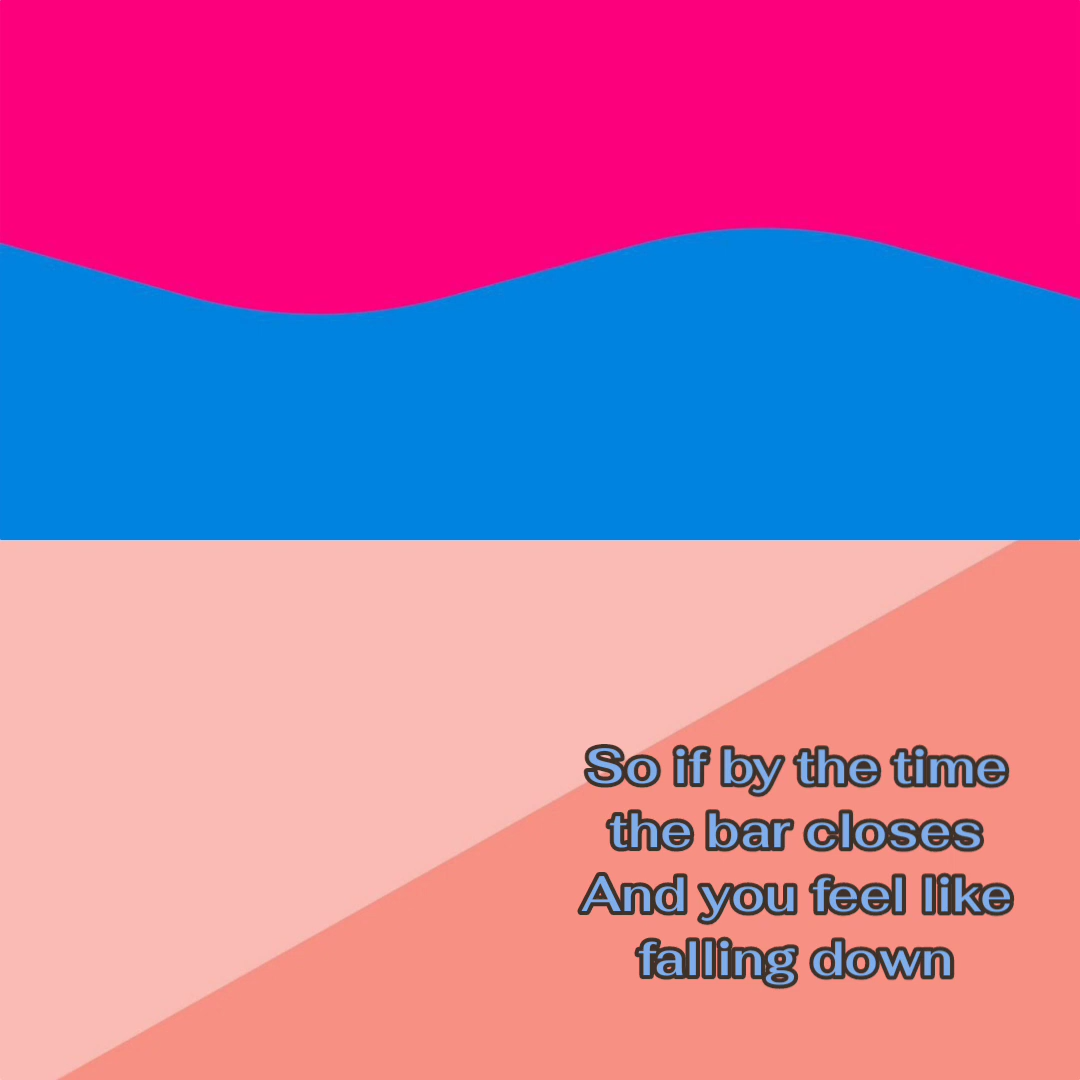 So if by the time
the bar closes
And you feel like
falling down